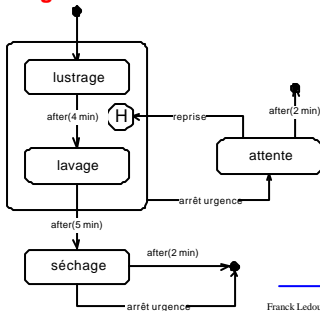 lustrage
after(4 min)
H
reprise
after(2 min)
attente
lavage
arrêt urgence
after(5 min)
séchage
after(2 min)
arrêt urgence
Franck Ledou